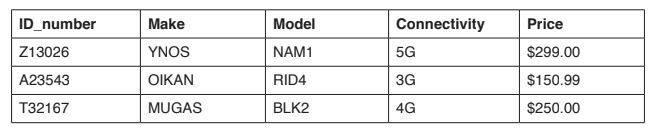 ID_number Make Model Connectivity Price
Z13026 YNOS NAM1 5G $299.00
A23543 OIKAN RID4 3G $150.99
T32167 MUGAS BLK2 4G $250.00